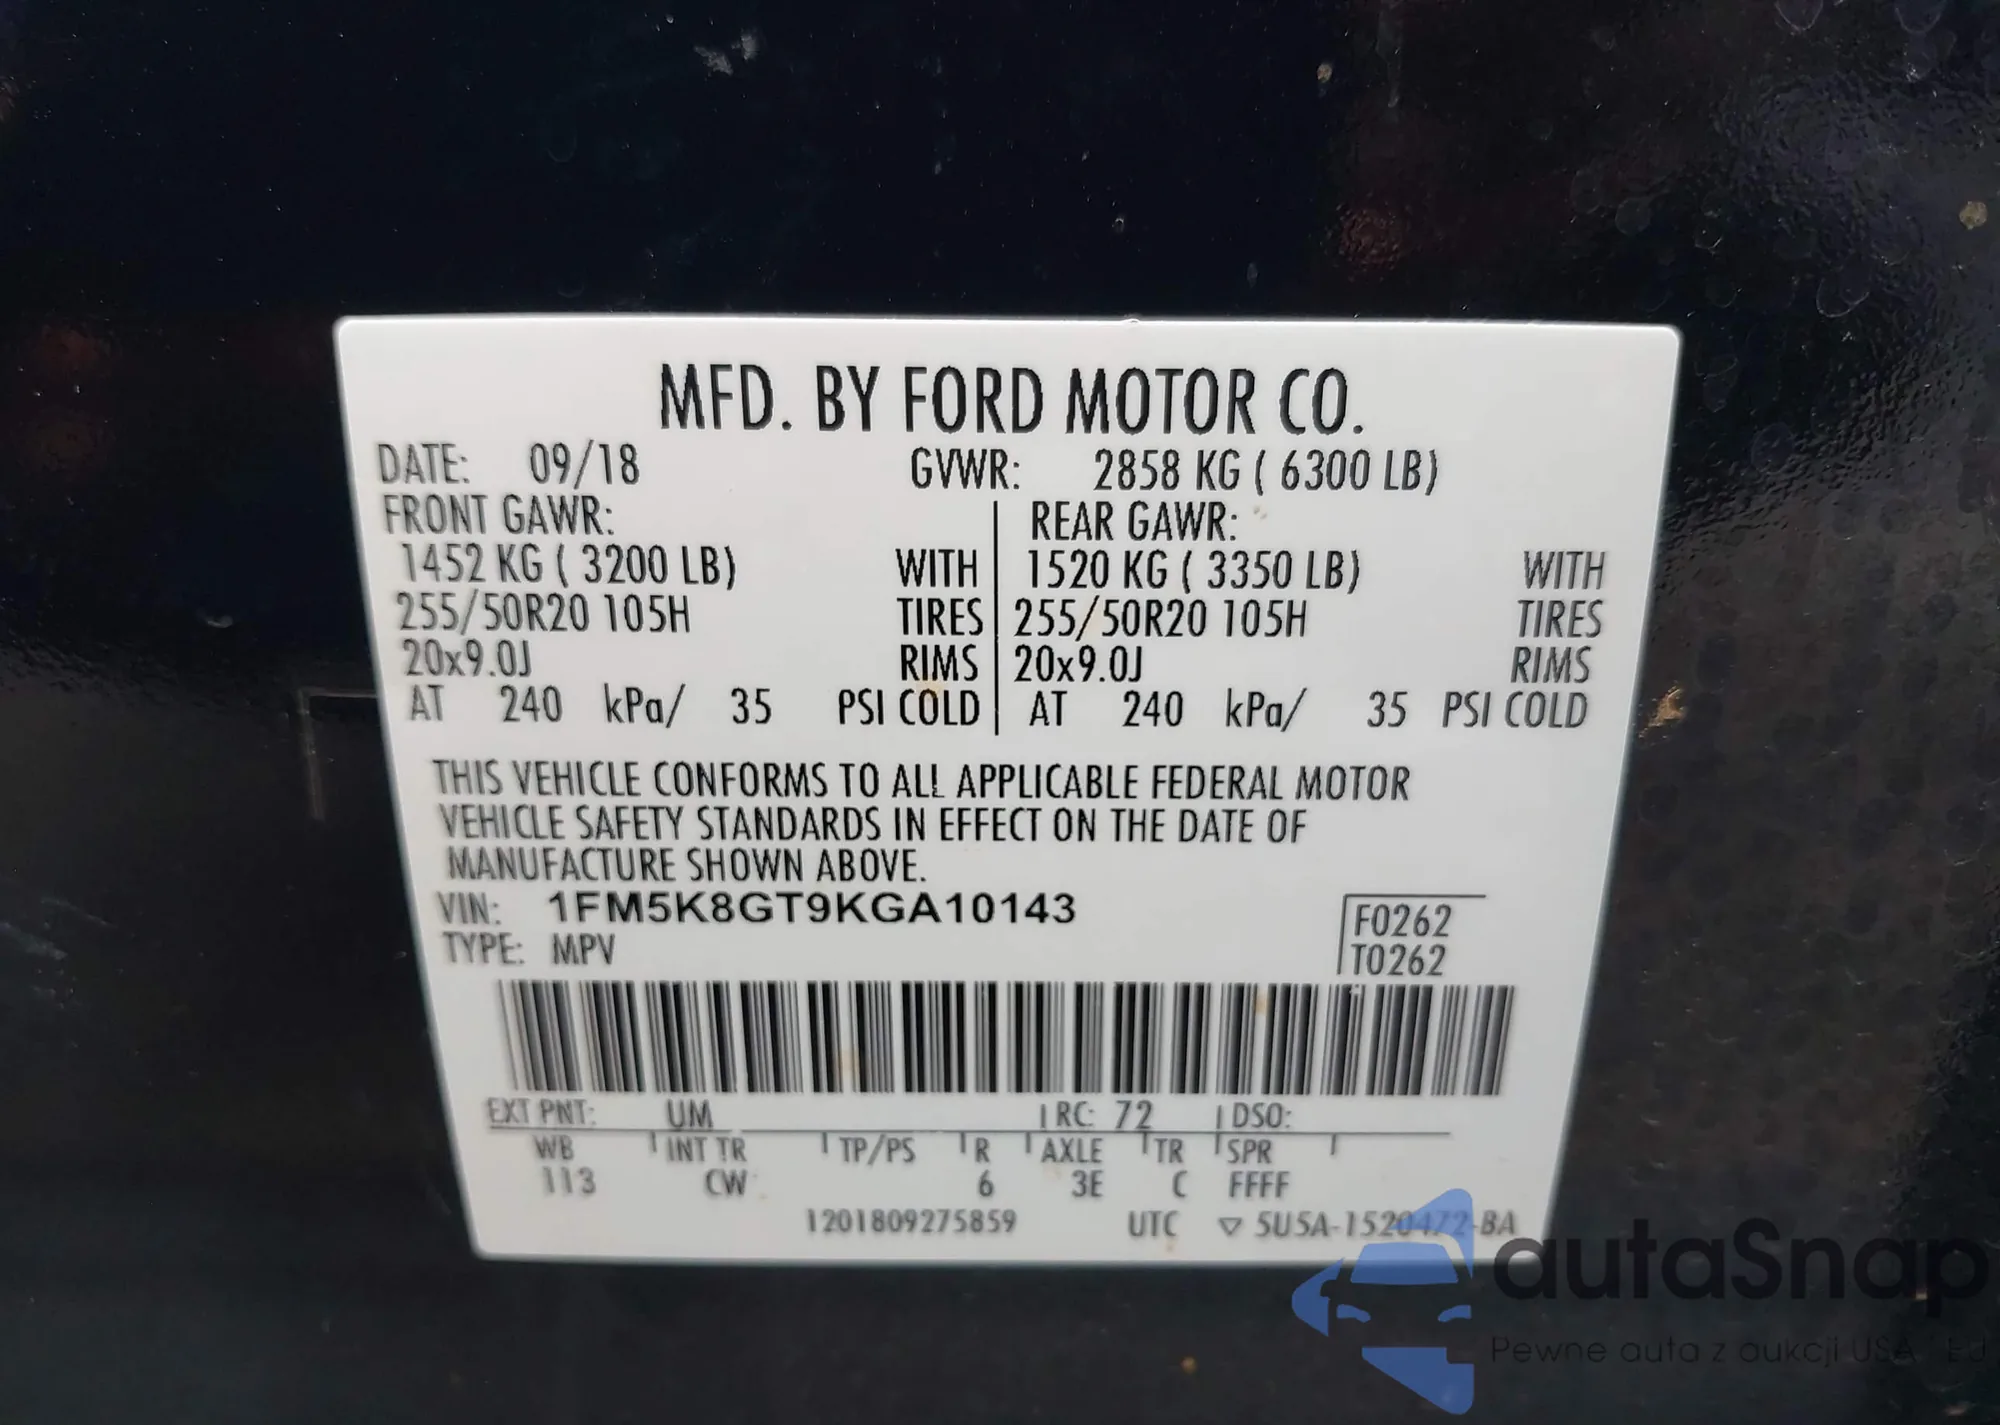 MFD. BY FORD MOTOR CO.
DATE: 09/18 GVWR: 2858 KG ( 6300 LB)
FRONT GAWR: REAR GAWR:
1452 KG ( 3200 LB) WITH 1520 KG ( 3350 LB) WITH
255/50R20 105H TIRES 255/50R20 105H TIRES
20x9.0J RIMS 20x9.0J RIMS
AT 240 kPa/ 35 PSI COLD AT 240 kPa/ 35 PSI COLD
THIS VEHICLE CONFORMS TO ALL APPLICABLE FEDERAL MOTOR
VEHICLE SAFETY STANDARDS IN EFFECT ON THE DATE OF
MANUFACTURE SHOWN ABOVE.
VIN: 1FM5K8GT9KGA10143 F0262
TYPE: MPV T0262
EXT PNT: UM RC: 72 DSO:
WB INT TR TP/PS R AXLE TR SPR
113 CW 6 3E C FFFF
1201809275859 UTC ▽ 5U5A-1520472-BA
autaSnap
Pewne auta z aukcji USA i EU